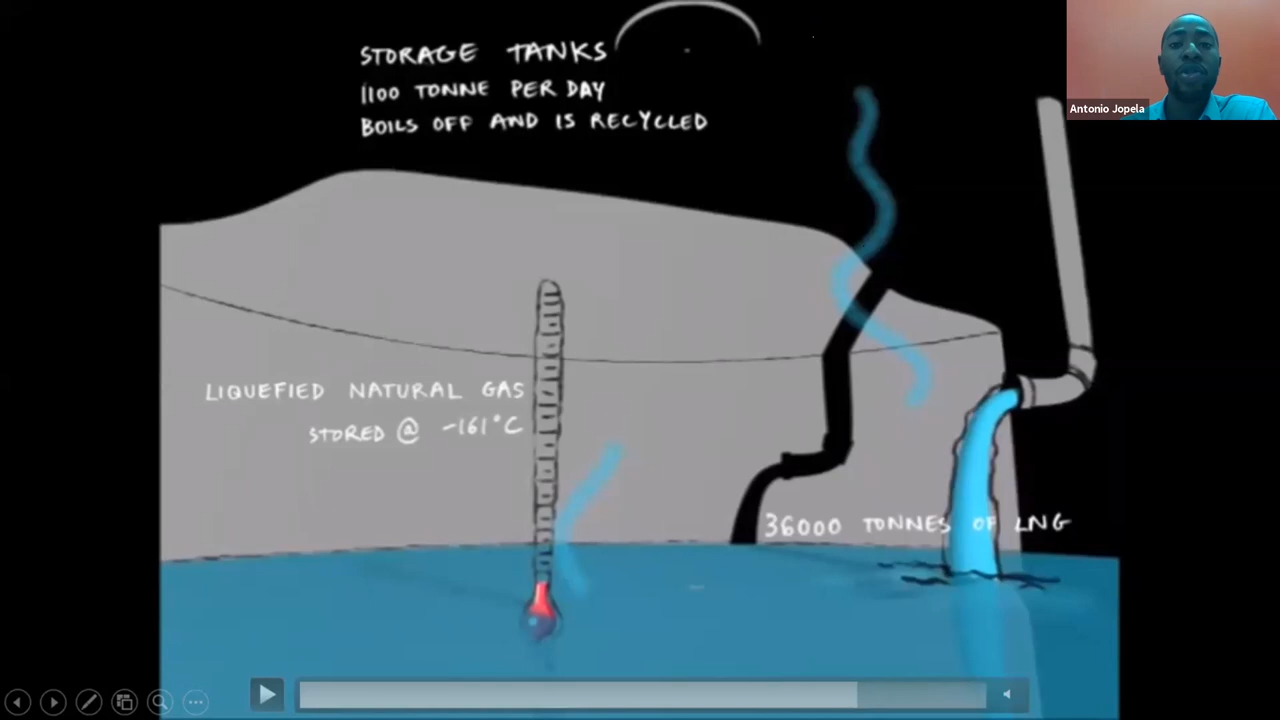 STORAGE TANKS
1100 TONNE PER DAY
BOILS OFF AND IS RECYCLED
Antonio Jopela
LIQUEFIED NATURAL GAS
STORED @ -161°C
36000 TONNES OF LNG